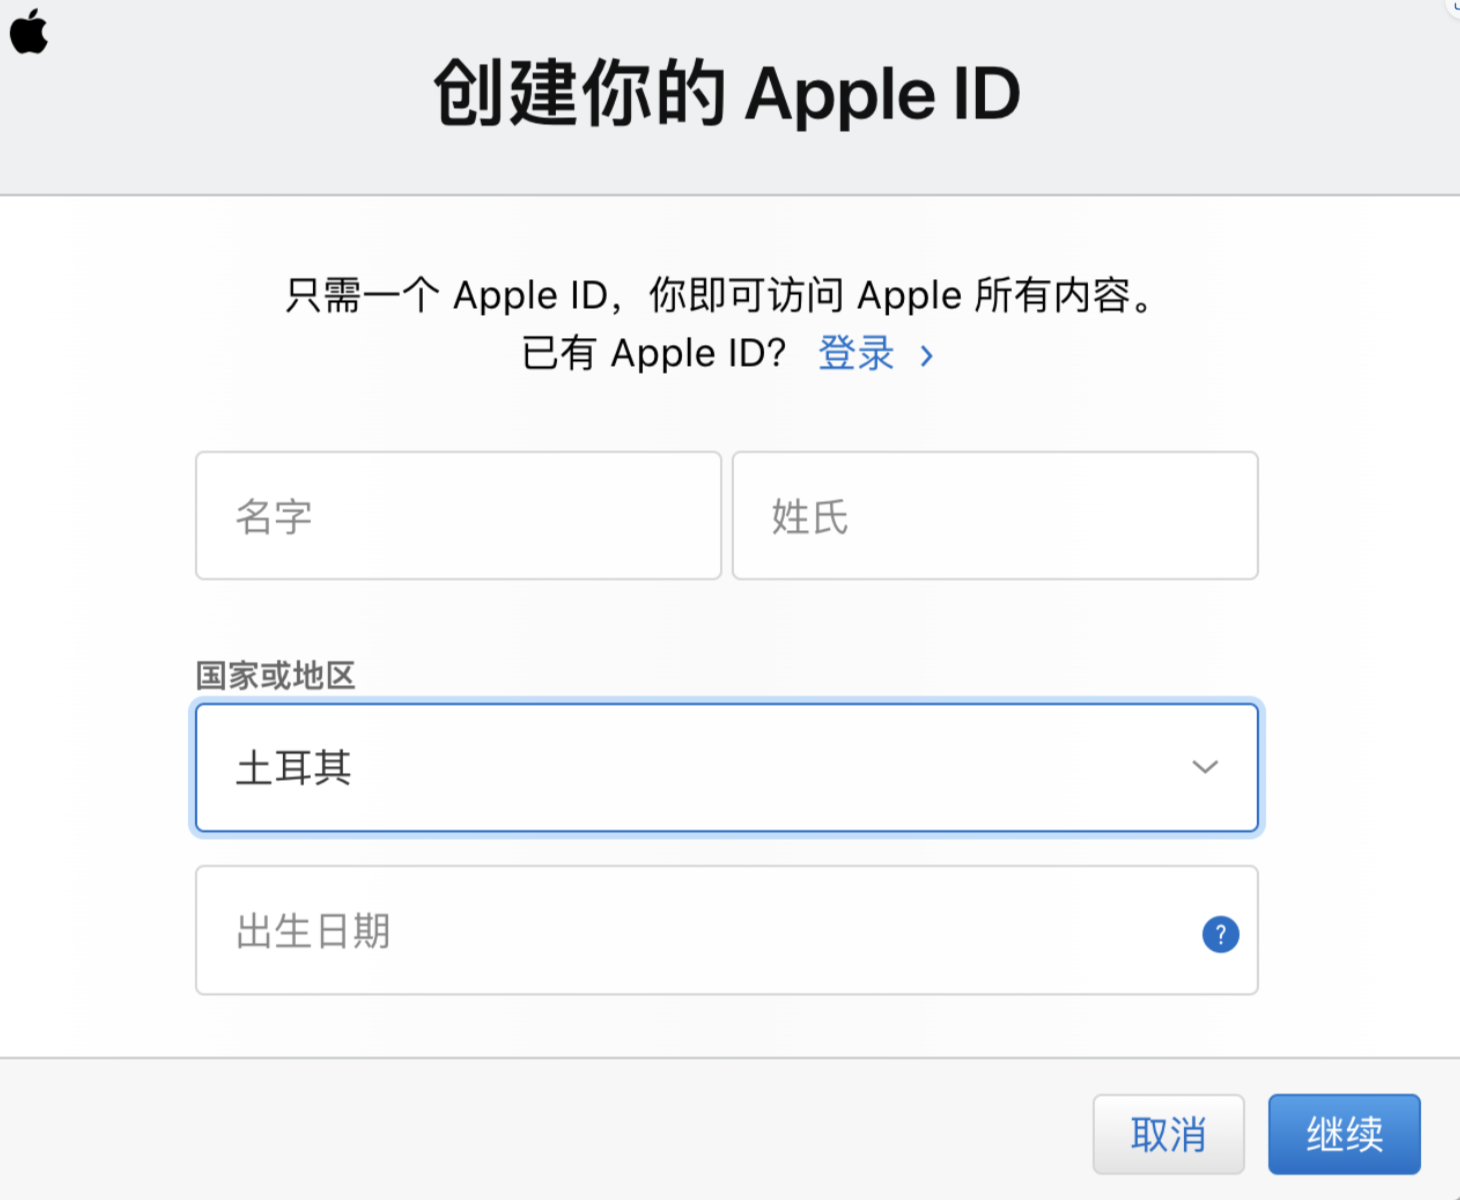 创建你的 Apple ID
只需一个 Apple ID，你即可访问 Apple 所有内容。
已有 Apple ID? 登录 ›
名字
姓氏
国家或地区
土耳其
出生日期
?
取消
继续